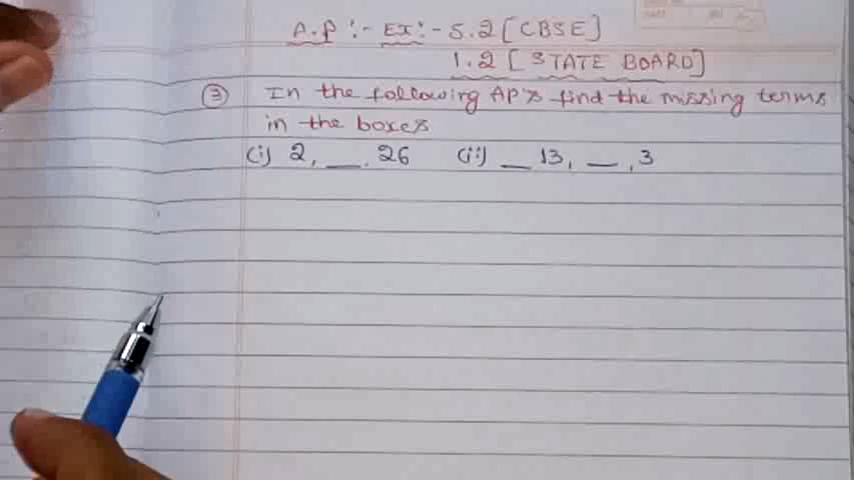 A.P :- EX :- 5.2 [CBSE]
1.2 [STATE BOARD]
③ In the following AP's find the missing terms
in the boxes
(i) 2, __. 26 (ii) __ 13, __ , 3